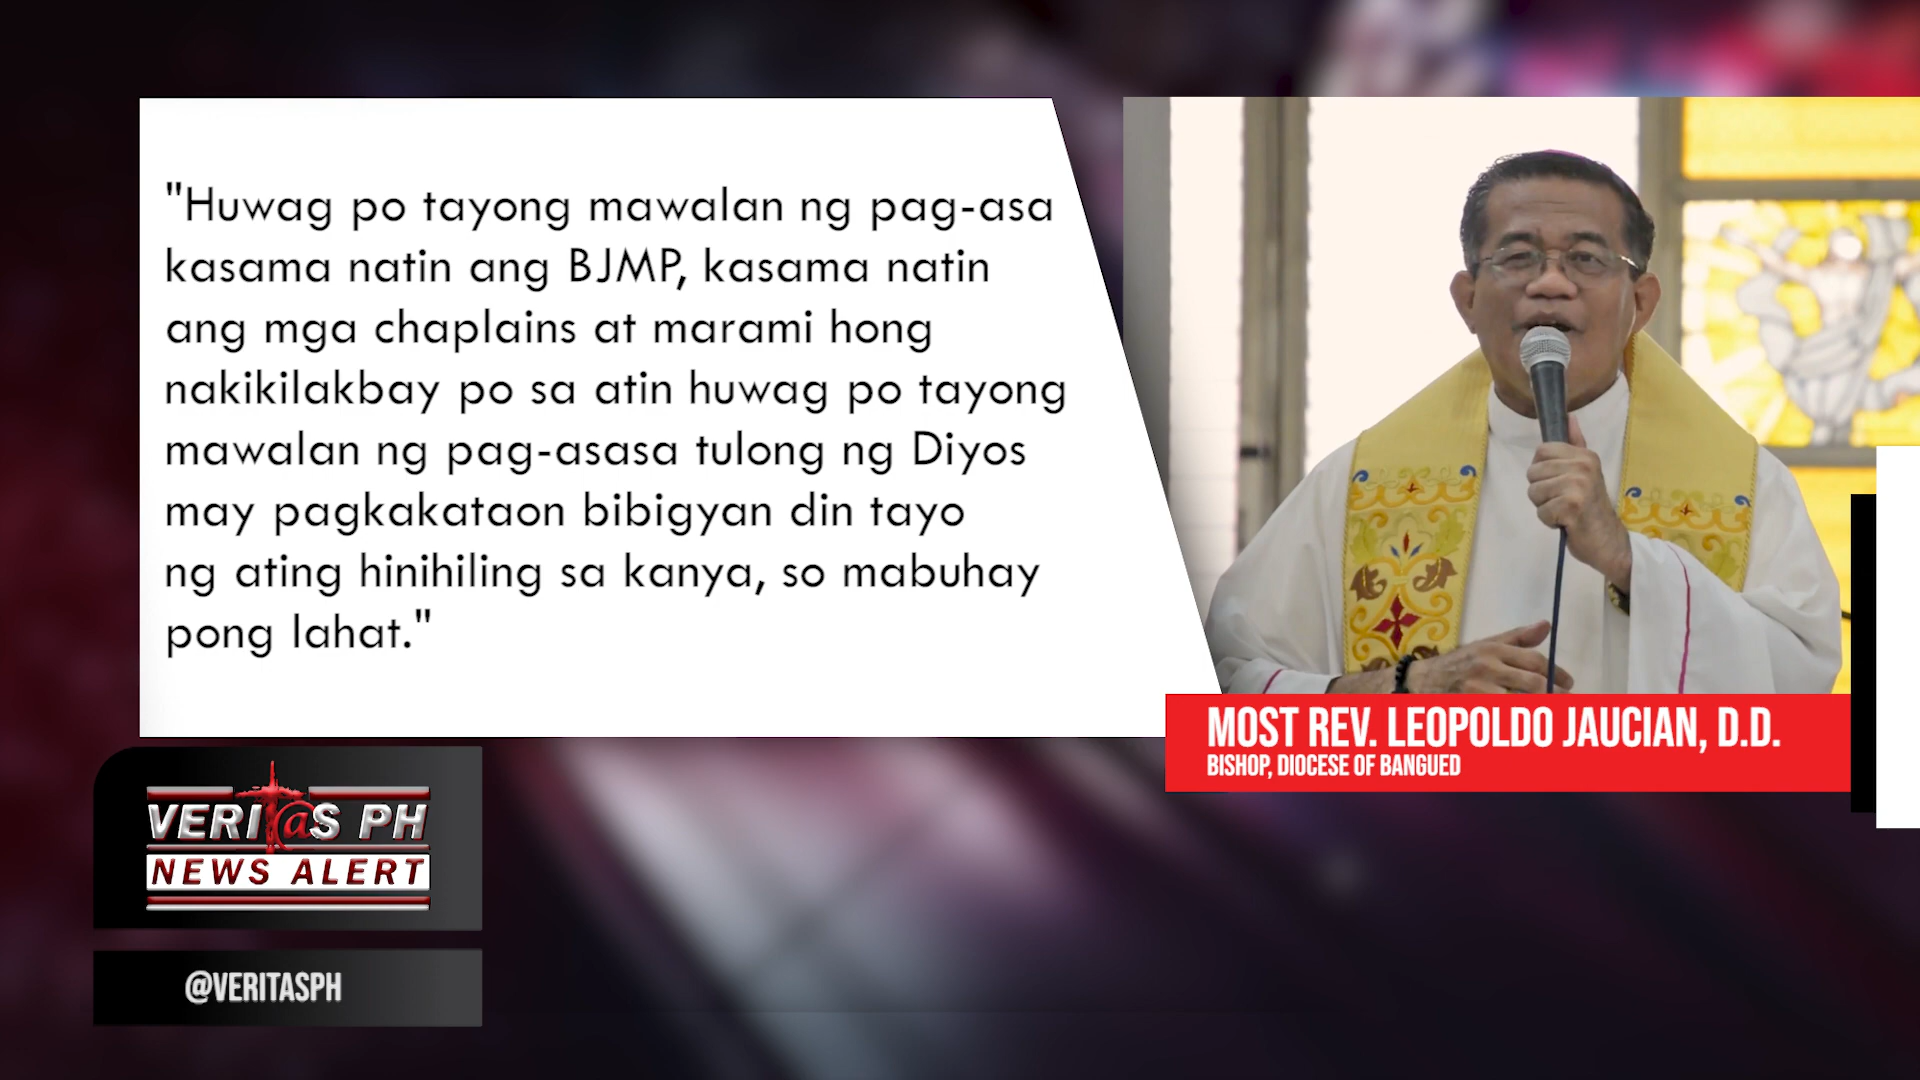 "Huwag po tayong mawalan ng pag-asa
kasama natin ang BJMP, kasama natin
ang mga chaplains at marami hong
nakikilakbay po sa atin huwag po tayong
mawalan ng pag-asasa tulong ng Diyos
may pagkakataon bibigyan din tayo
ng ating hinihiling sa kanya, so mabuhay
pong lahat."
MOST REV. LEOPOLDO JAUCIAN, D.D.
BISHOP, DIOCESE OF BANGUED
VERIT@S PH
NEWS ALERT
@VERITASPH